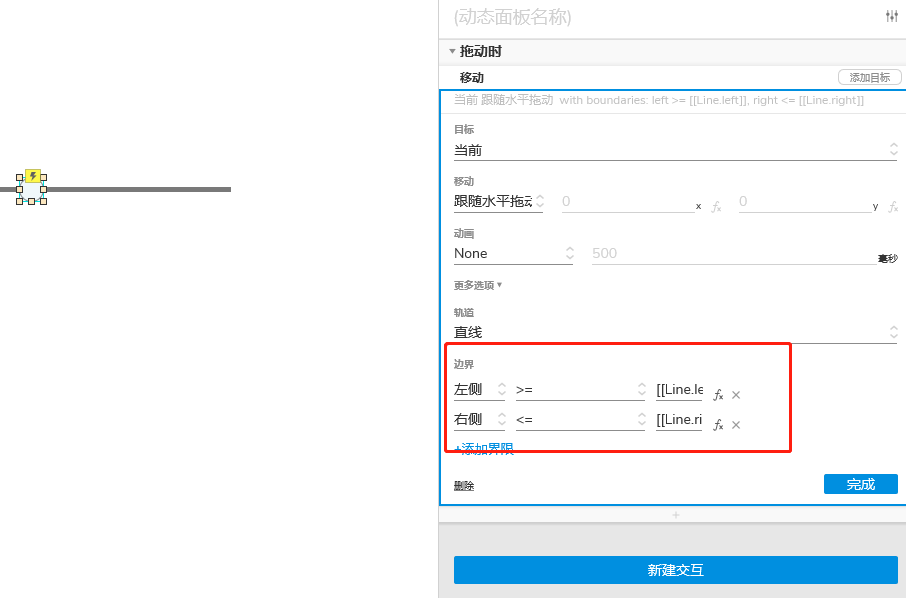 (动态面板名称)
拖动时
移动
添加目标
当前 跟随水平拖动 with boundaries: left >= [[Line.left]], right <= [[Line.right]]
目标
当前
移动
跟随水平拖动 0 x fx 0 y fx
动画
None 500 毫秒
更多选项 ▾
轨道
直线
边界
左侧 >= [[Line.le fx ×
右侧 <= [[Line.ri fx ×
+添加界限
删除
完成
+
新建交互